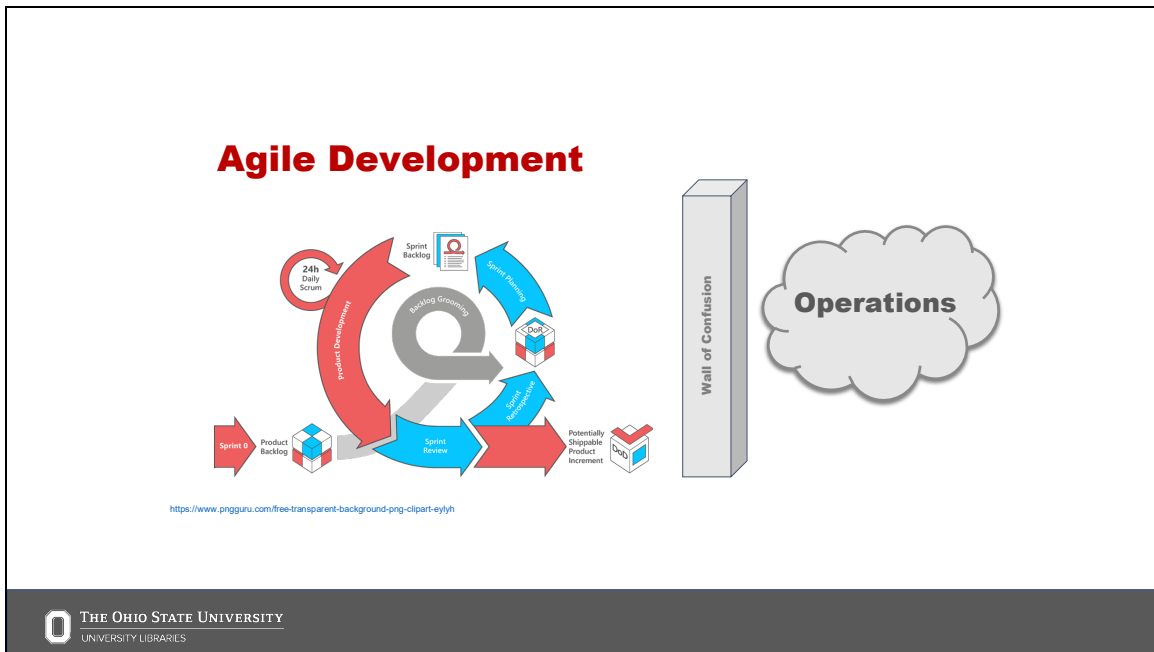 Agile Development
Sprint
Backlog
24h
Daily
Scrum
Sprint Planning
Backlog Grooming
Product Development
DoR
Sprint
Retrospective
Sprint 0
Product
Backlog
Sprint
Review
Potentially
Shippable
Product
Increment
DoD
Wall of Confusion
Operations
https://www.pngguru.com/free-transparent-background-png-clipart-eylyh
THE OHIO STATE UNIVERSITY
UNIVERSITY LIBRARIES